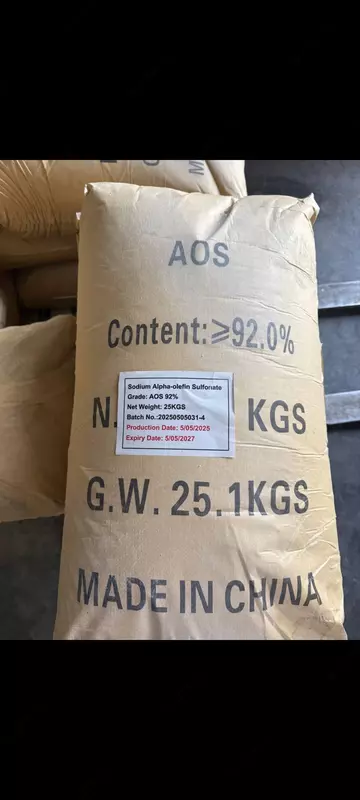 AOS
Content:≥92.0%
Sodium Alpha-olefin Sulfonate
Grade: AOS 92%
Net Weight: 25KGS
Batch No.:20250505031-4
Production Date: 5/05/2025
Expiry Date: 5/05/2027
N. KGS
G.W. 25.1KGS
MADE IN CHINA